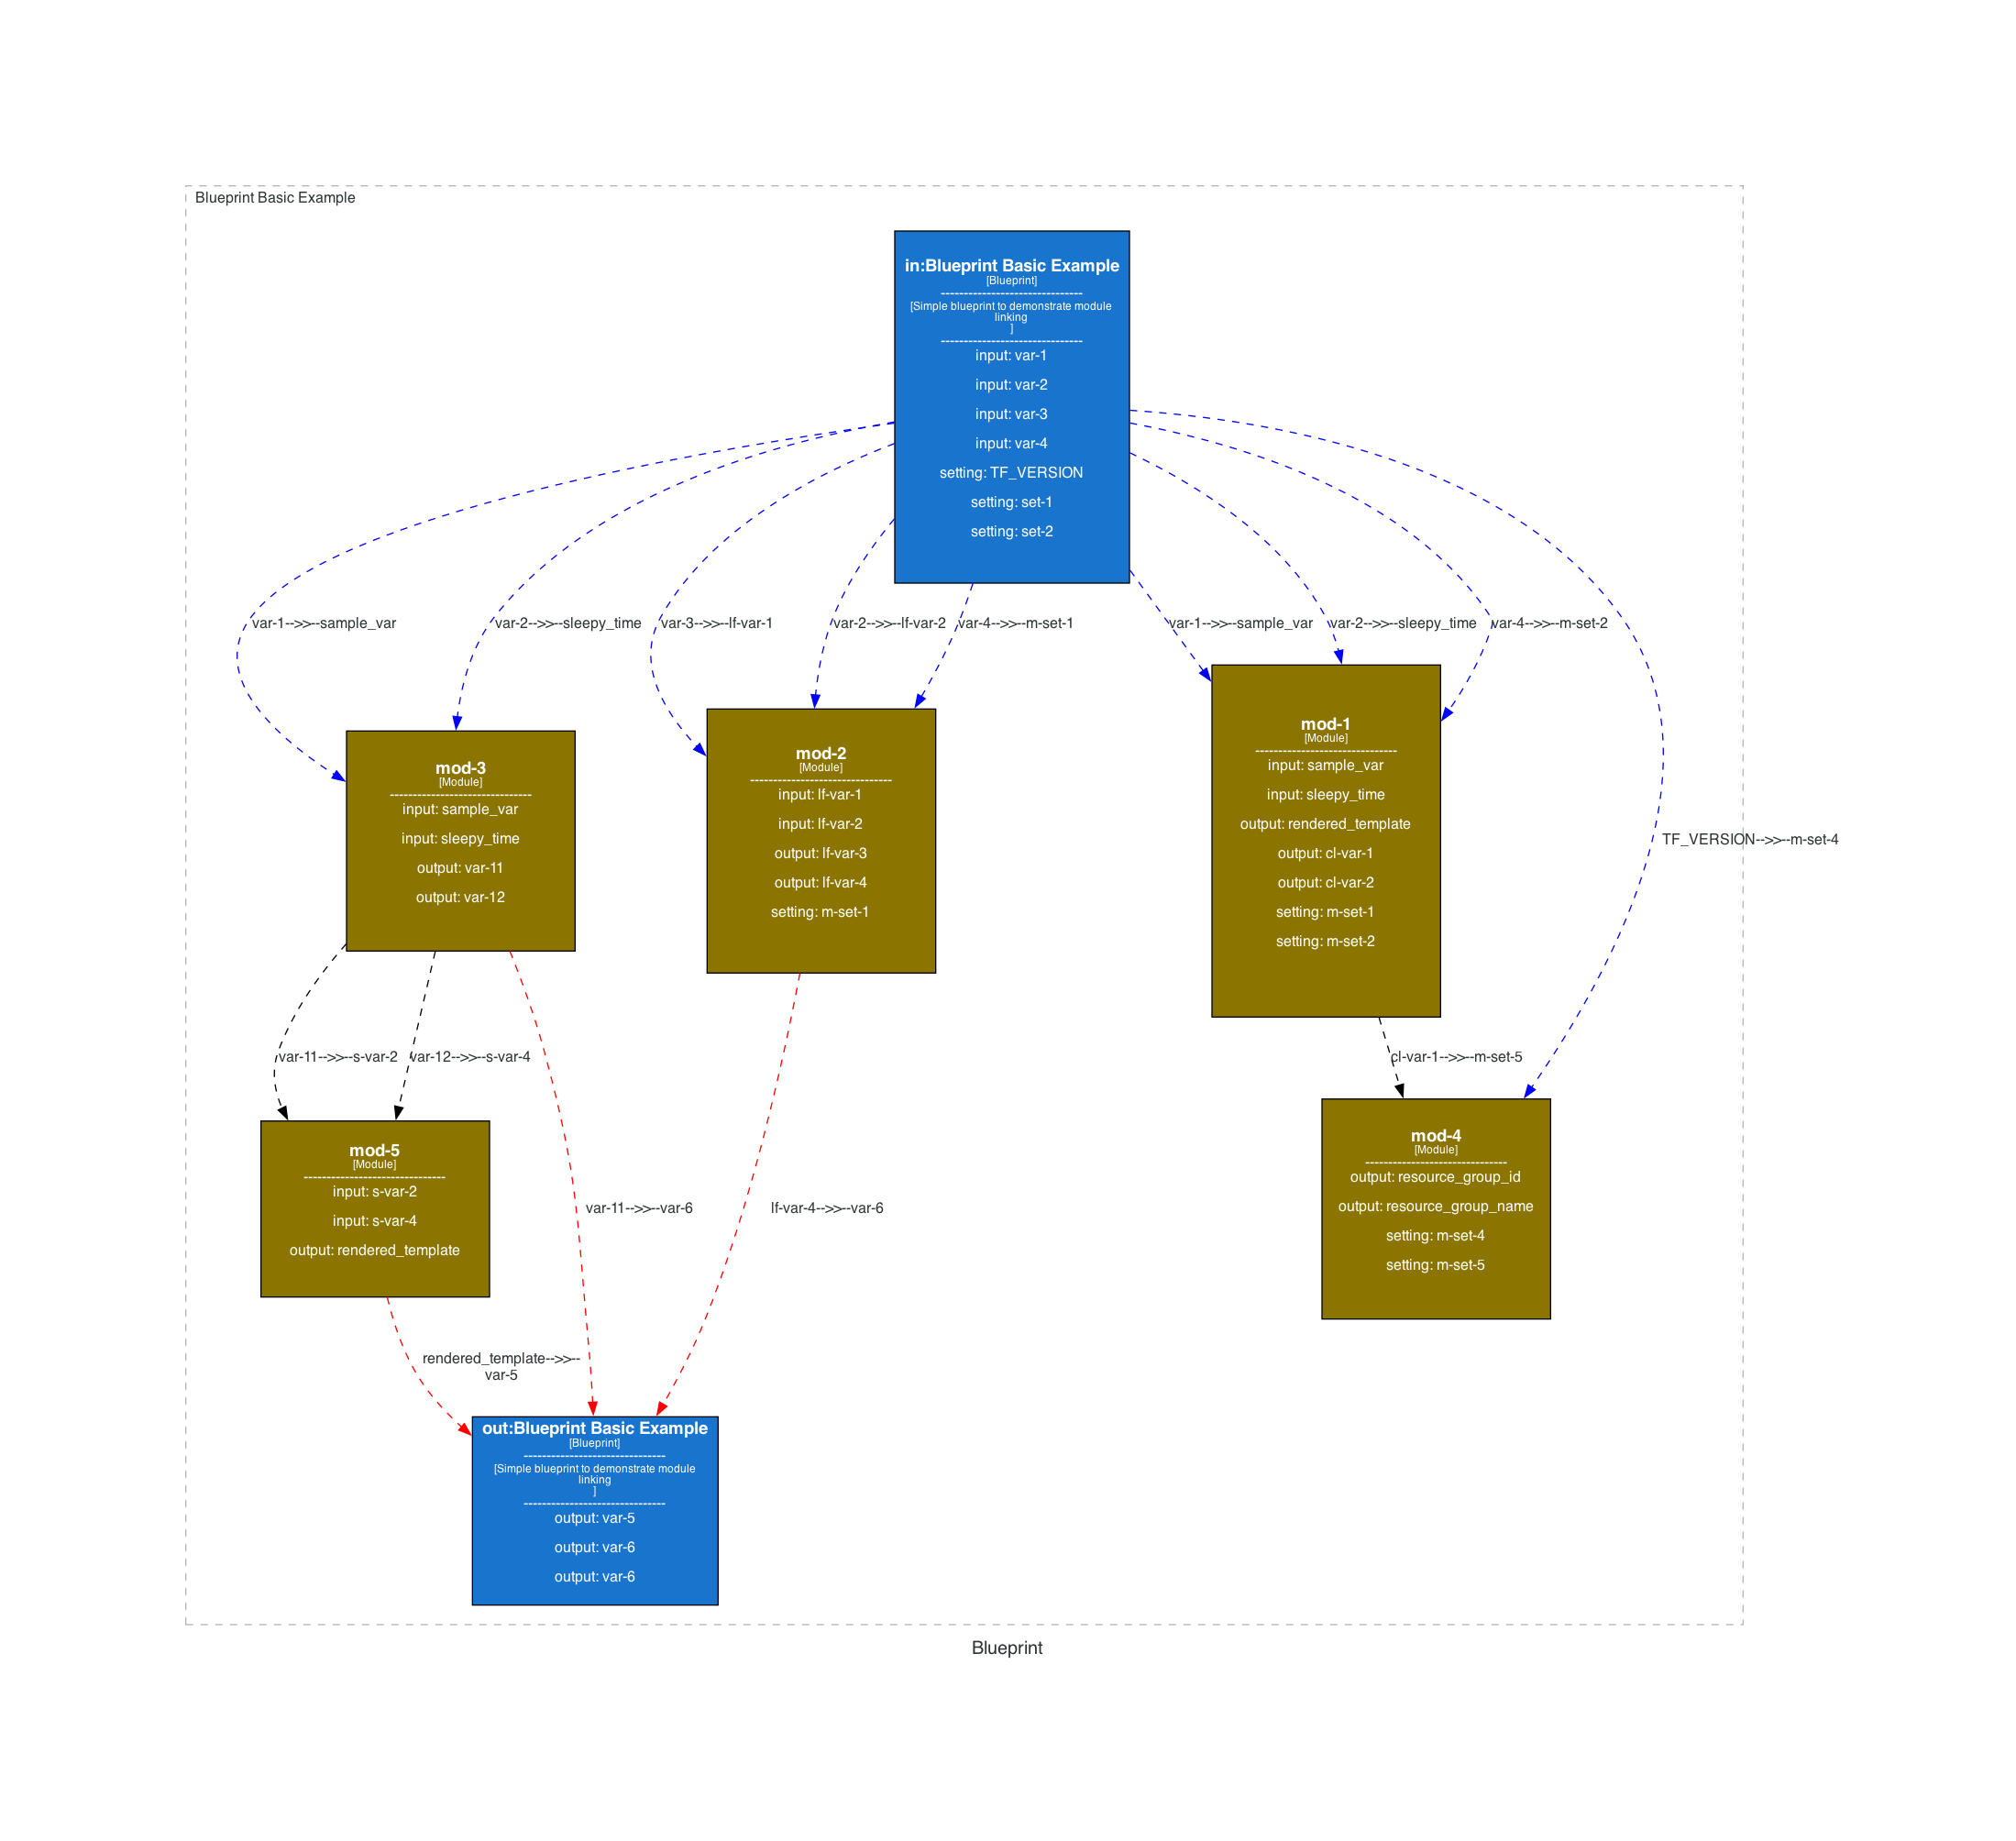 Blueprint Basic Example
in:Blueprint Basic Example
[Blueprint]
-------------------------------
[Simple blueprint to demonstrate module
linking
]
-------------------------------
input: var-1
input: var-2
input: var-3
input: var-4
setting: TF_VERSION
setting: set-1
setting: set-2
var-1-->>--sample_var
var-2-->>--sleepy_time
var-3-->>--lf-var-1
var-2-->>--lf-var-2
var-4-->>--m-set-1
var-1-->>--sample_var
var-2-->>--sleepy_time
var-4-->>--m-set-2
TF_VERSION-->>--m-set-4
mod-3
[Module]
-------------------------------
input: sample_var
input: sleepy_time
output: var-11
output: var-12
mod-2
[Module]
-------------------------------
input: lf-var-1
input: lf-var-2
output: lf-var-3
output: lf-var-4
setting: m-set-1
mod-1
[Module]
-------------------------------
input: sample_var
input: sleepy_time
output: rendered_template
output: cl-var-1
output: cl-var-2
setting: m-set-1
setting: m-set-2
var-11-->>--s-var-2
var-12-->>--s-var-4
cl-var-1-->>--m-set-5
mod-5
[Module]
-------------------------------
input: s-var-2
input: s-var-4
output: rendered_template
var-11-->>--var-6
lf-var-4-->>--var-6
mod-4
[Module]
-------------------------------
output: resource_group_id
output: resource_group_name
setting: m-set-4
setting: m-set-5
rendered_template-->>--
var-5
out:Blueprint Basic Example
[Blueprint]
-------------------------------
[Simple blueprint to demonstrate module
linking
]
-------------------------------
output: var-5
output: var-6
output: var-6
Blueprint